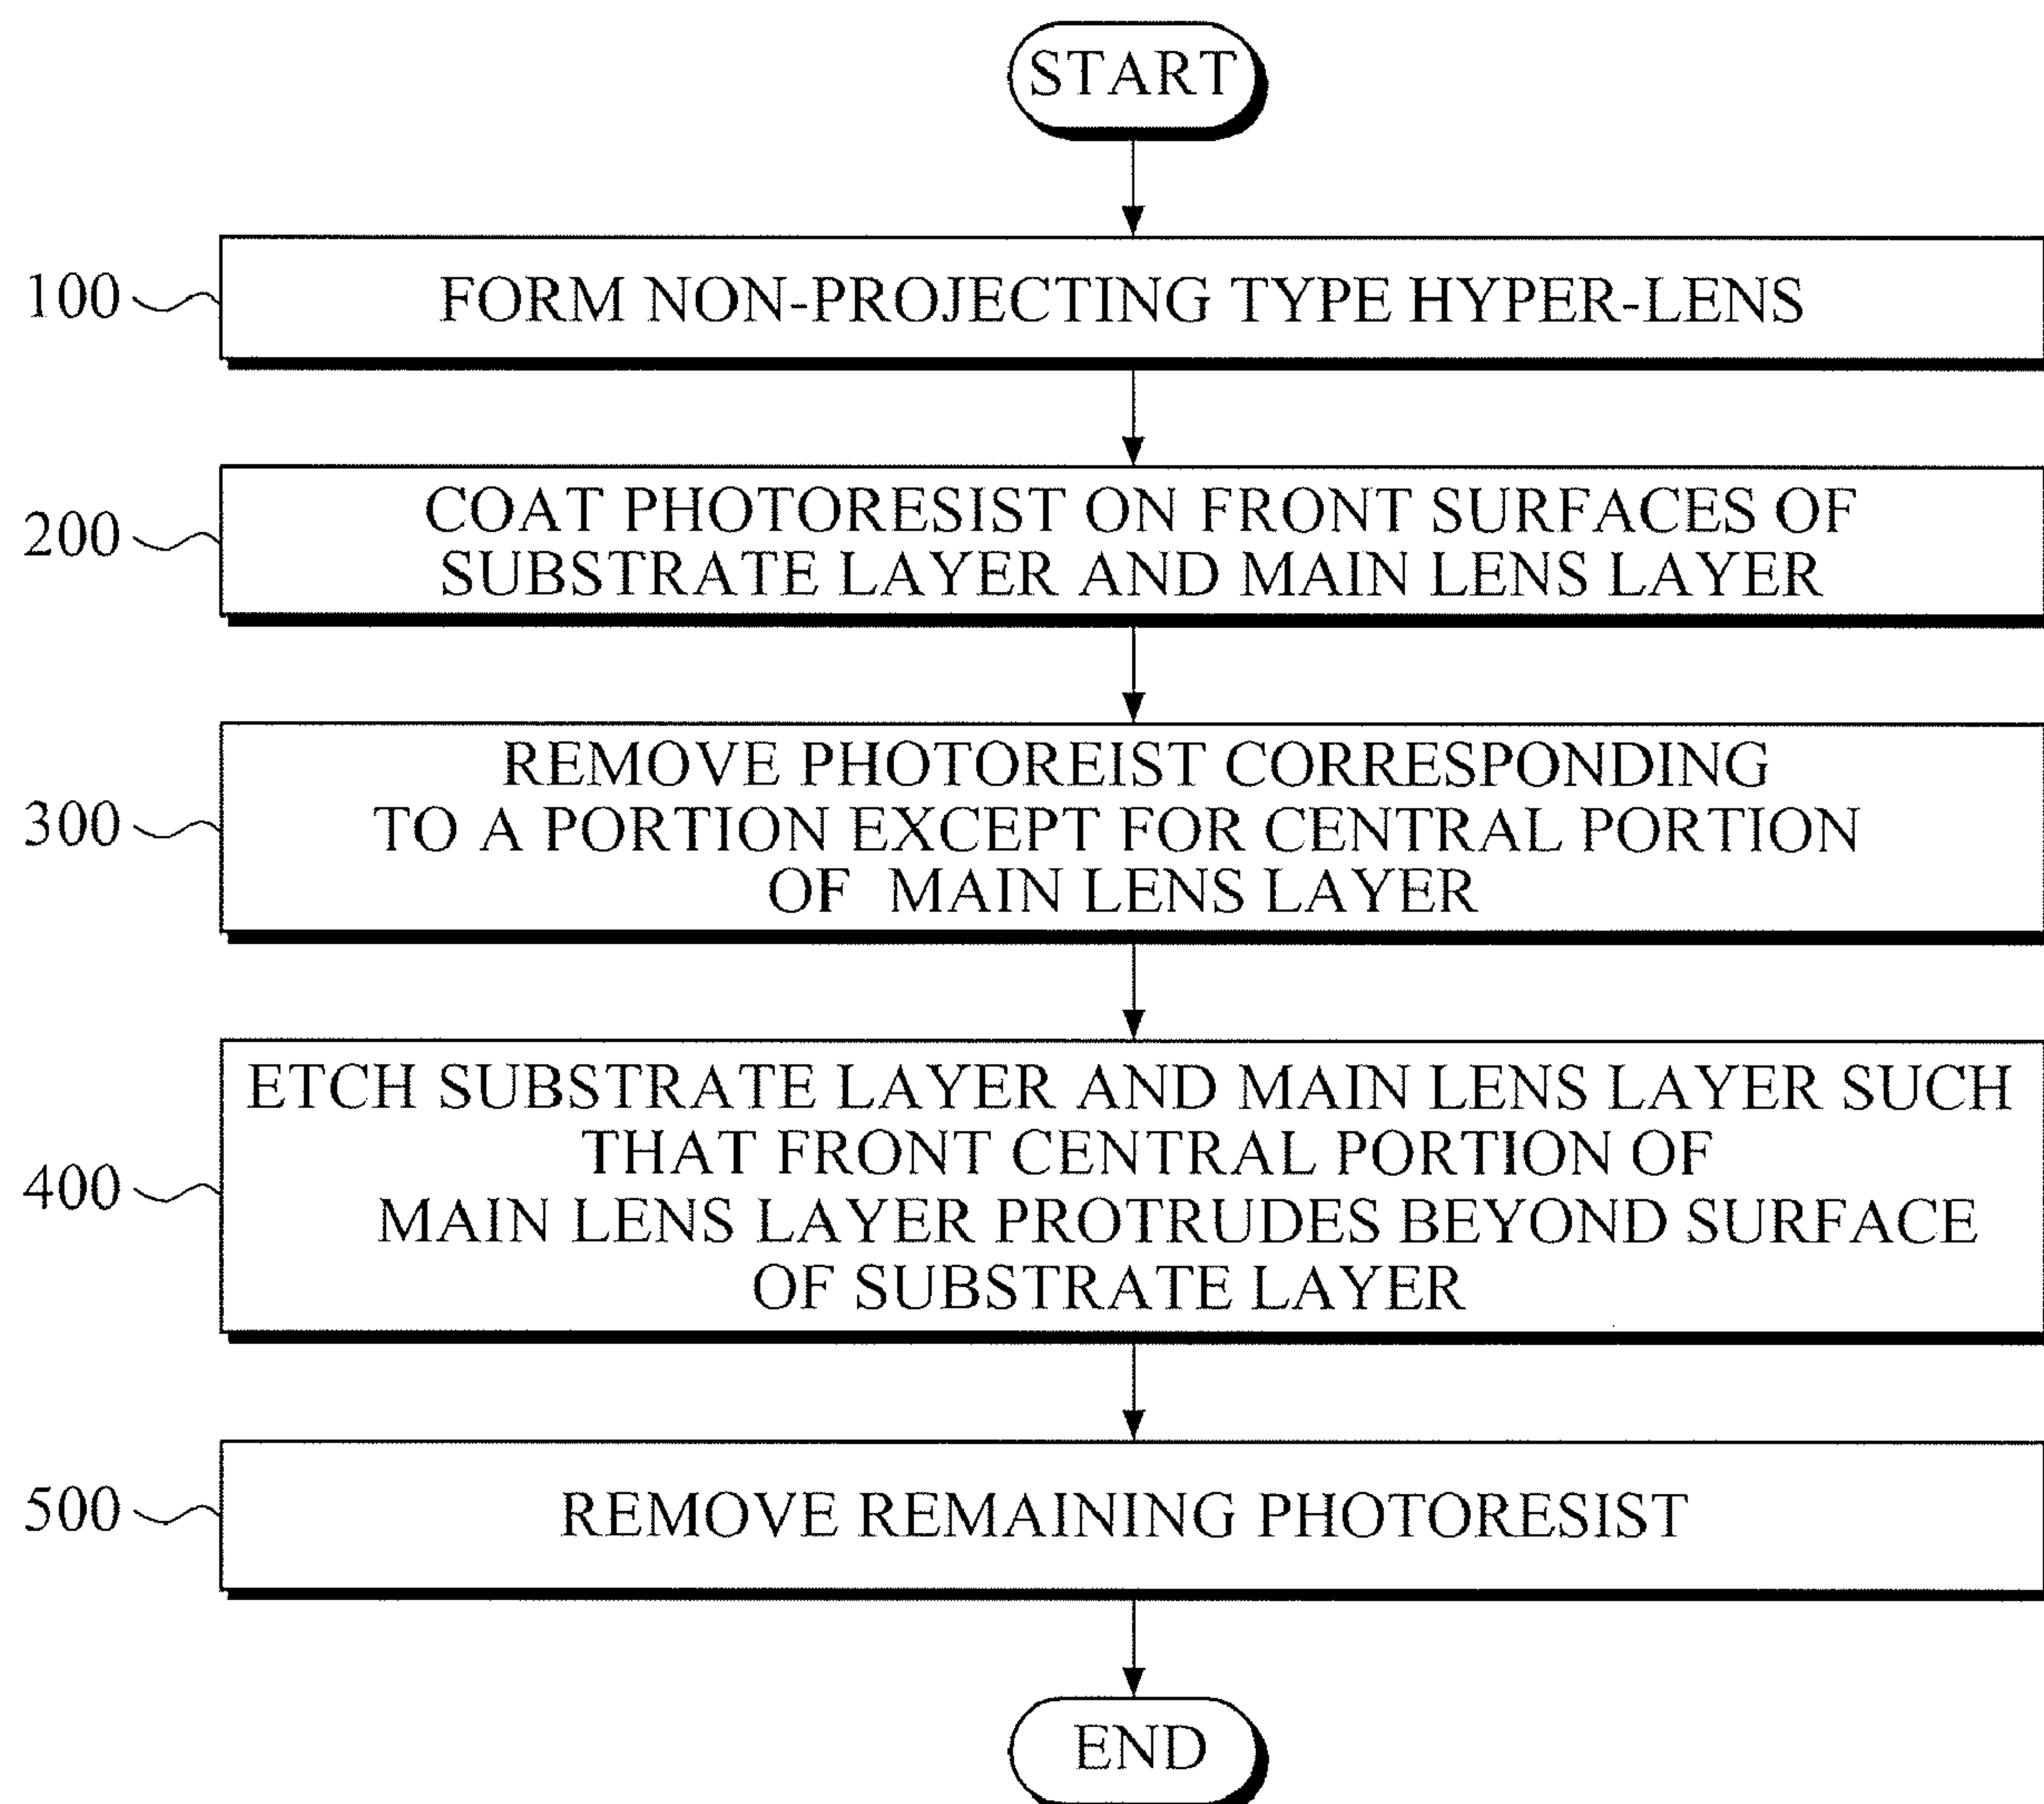 START
100
FORM NON-PROJECTING TYPE HYPER-LENS
200
COAT PHOTORESIST ON FRONT SURFACES OF
SUBSTRATE LAYER AND MAIN LENS LAYER
300
REMOVE PHOTOREIST CORRESPONDING
TO A PORTION EXCEPT FOR CENTRAL PORTION
OF MAIN LENS LAYER
400
ETCH SUBSTRATE LAYER AND MAIN LENS LAYER SUCH
THAT FRONT CENTRAL PORTION OF
MAIN LENS LAYER PROTRUDES BEYOND SURFACE
OF SUBSTRATE LAYER
500
REMOVE REMAINING PHOTORESIST
END